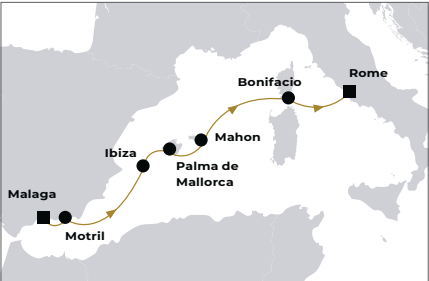 Rome
Bonifacio
Mahon
Ibiza
Palma de
Mallorca
Malaga
Motril